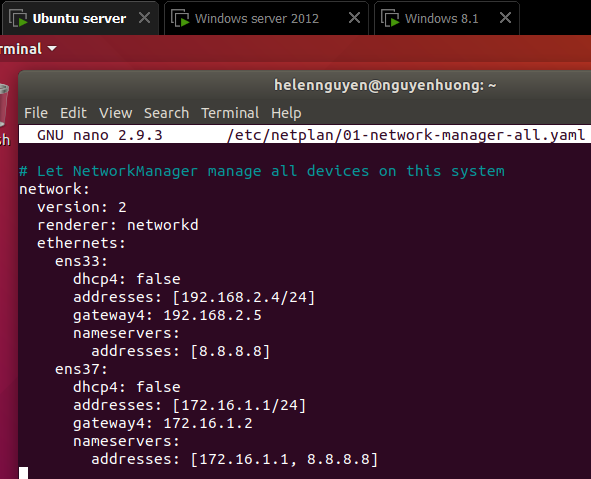 Ubuntu server
Windows server 2012
Windows 8.1
rminal
helennguyen@nguyenhuong: ~
sh
File Edit View Search Terminal Help
GNU nano 2.9.3 /etc/netplan/01-network-manager-all.yaml
# Let NetworkManager manage all devices on this system
network:
  version: 2
  renderer: networkd
  ethernets:
    ens33:
      dhcp4: false
      addresses: [192.168.2.4/24]
      gateway4: 192.168.2.5
      nameservers:
        addresses: [8.8.8.8]
    ens37:
      dhcp4: false
      addresses: [172.16.1.1/24]
      gateway4: 172.16.1.2
      nameservers:
        addresses: [172.16.1.1, 8.8.8.8]